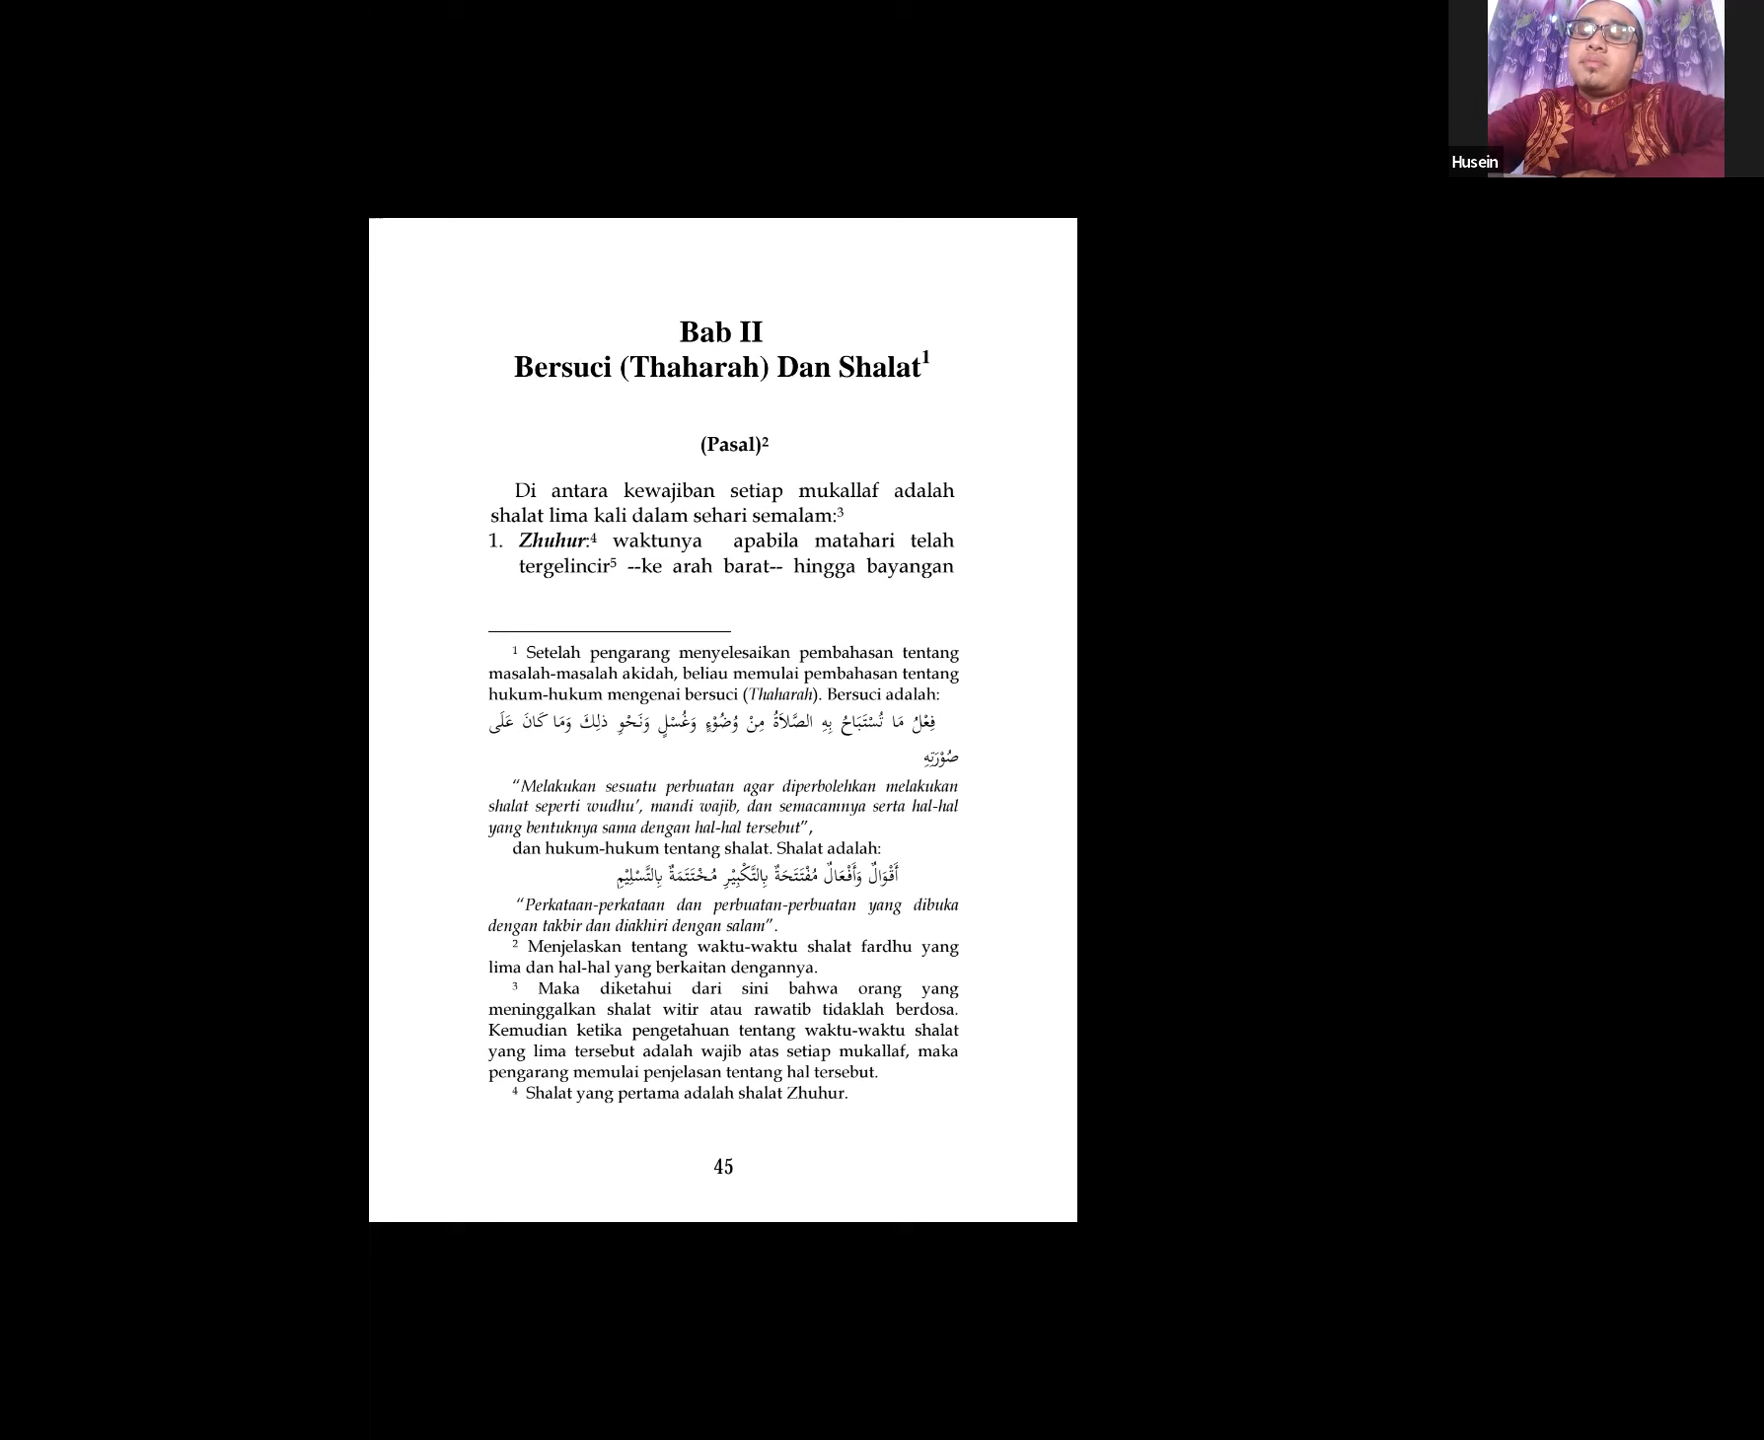 Husein
Bab II
Bersuci (Thaharah) Dan Shalat¹
(Pasal)²
Di antara kewajiban setiap mukallaf adalah
shalat lima kali dalam sehari semalam:³
1. Zhuhur:⁴ waktunya apabila matahari telah
tergelincir⁵ --ke arah barat-- hingga bayangan
¹ Setelah pengarang menyelesaikan pembahasan tentang
masalah-masalah akidah, beliau memulai pembahasan tentang
hukum-hukum mengenai bersuci (Thaharah). Bersuci adalah:
فِعْلُ مَا تُسْتَبَاحُ بِهِ الصَّلَاةُ مِنْ وُضُوْءٍ وَغُسْلٍ وَنَحْوِ ذلِكَ وَمَا كَانَ عَلَى
صُوْرَتِهِ
“Melakukan sesuatu perbuatan agar diperbolehkan melakukan
shalat seperti wudhu’, mandi wajib, dan semacamnya serta hal-hal
yang bentuknya sama dengan hal-hal tersebut”,
dan hukum-hukum tentang shalat. Shalat adalah:
أَقْوَالٌ وَأَفْعَالٌ مُفْتَتَحَةٌ بِالتَّكْبِيْرِ مُخْتَتَمَةٌ بِالتَّسْلِيْمِ
“Perkataan-perkataan dan perbuatan-perbuatan yang dibuka
dengan takbir dan diakhiri dengan salam”.
² Menjelaskan tentang waktu-waktu shalat fardhu yang
lima dan hal-hal yang berkaitan dengannya.
³ Maka diketahui dari sini bahwa orang yang
meninggalkan shalat witir atau rawatib tidaklah berdosa.
Kemudian ketika pengetahuan tentang waktu-waktu shalat
yang lima tersebut adalah wajib atas setiap mukallaf, maka
pengarang memulai penjelasan tentang hal tersebut.
⁴ Shalat yang pertama adalah shalat Zhuhur.
45